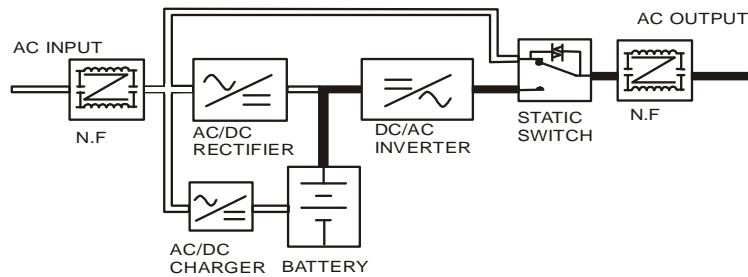 AC INPUT
AC OUTPUT
N.F
AC/DC
RECTIFIER
DC/AC
INVERTER
STATIC
SWITCH
N.F
AC/DC
CHARGER
BATTERY